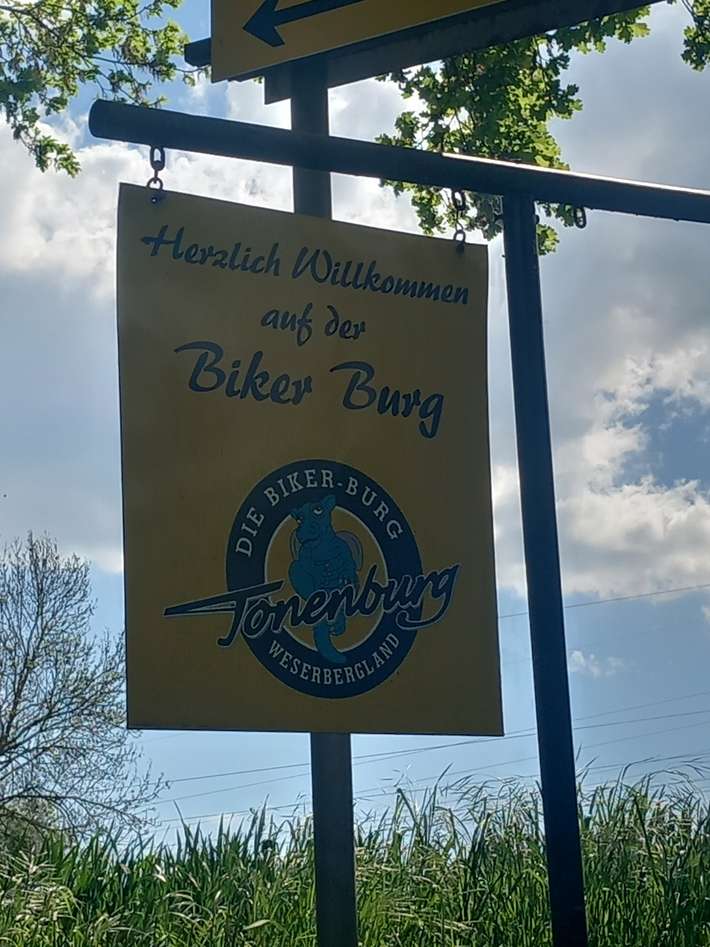 Herzlich Willkommen
auf der
Biker Burg
DIE BIKER-BURG
Tonenburg
WESERBERGLAND